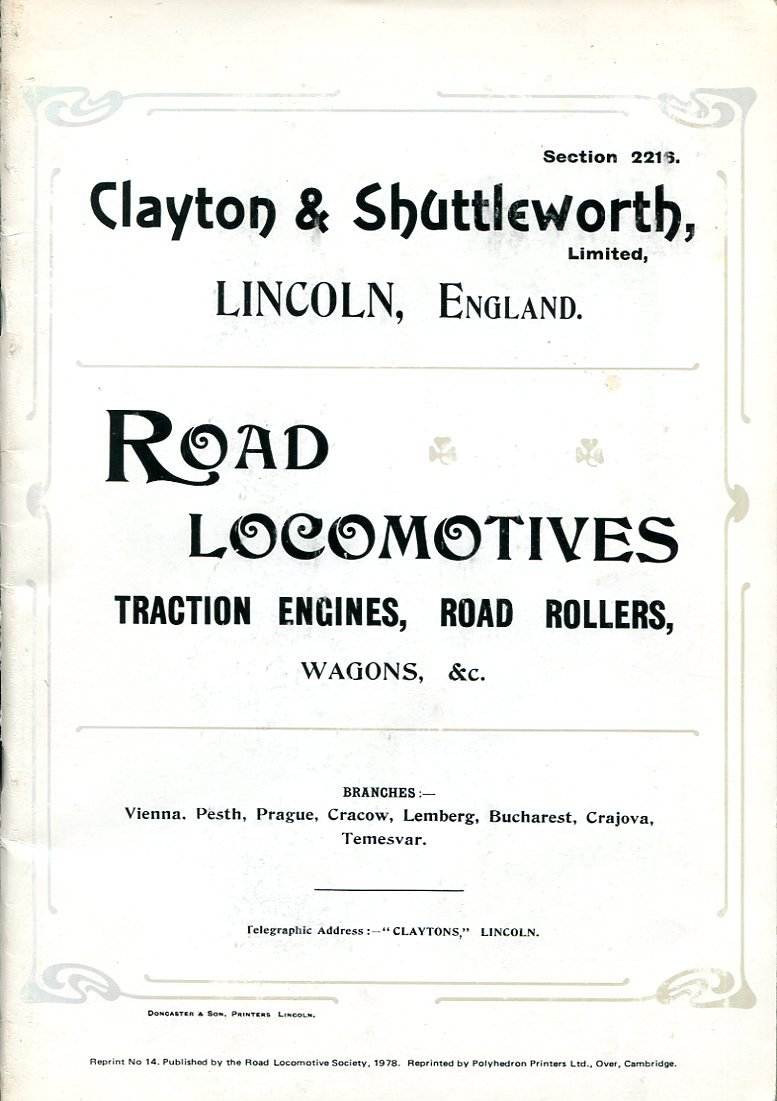 Section 2216.
Clayton & Shuttleworth,
Limited,
LINCOLN, ENGLAND.
ROAD
LOCOMOTIVES
TRACTION ENGINES, ROAD ROLLERS,
WAGONS, &c.
BRANCHES :—
Vienna. Pesth, Prague, Cracow, Lemberg, Bucharest, Crajova,
Temesvar.
Telegraphic Address :—“CLAYTONS,” LINCOLN.
DONCASTER & SON, PRINTERS LINCOLN.
Reprint No 14. Published by the Road Locomotive Society, 1978. Reprinted by Polyhedron Printers Ltd., Over, Cambridge.